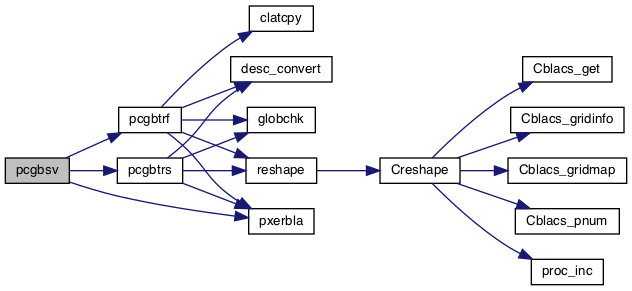 pcgbsv
pcgbtrf
pcgbtrs
clatcpy
desc_convert
globchk
reshape
pxerbla
Creshape
Cblacs_get
Cblacs_gridinfo
Cblacs_gridmap
Cblacs_pnum
proc_inc